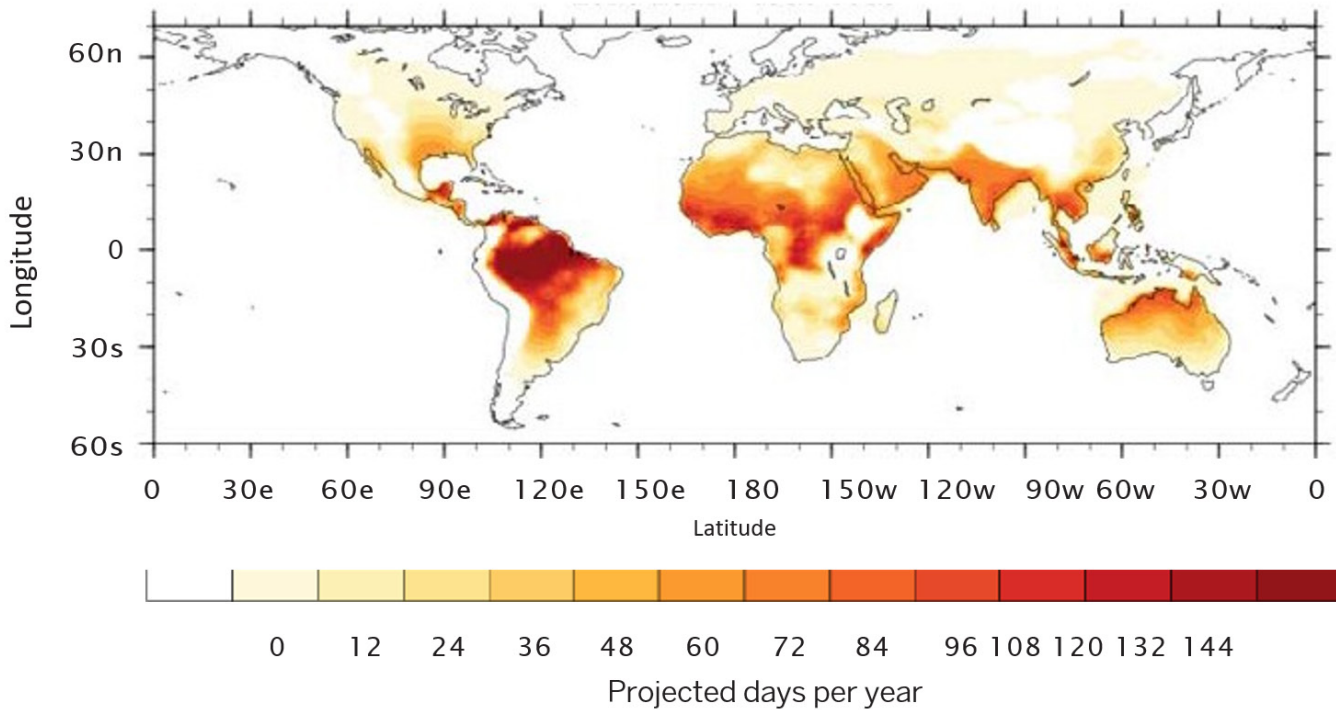 60n
30n
0
30s
60s
Longitude
0 30e 60e 90e 120e 150e 180 150w 120w 90w 60w 30w 0
Latitude
0 12 24 36 48 60 72 84 96 108 120 132 144
Projected days per year